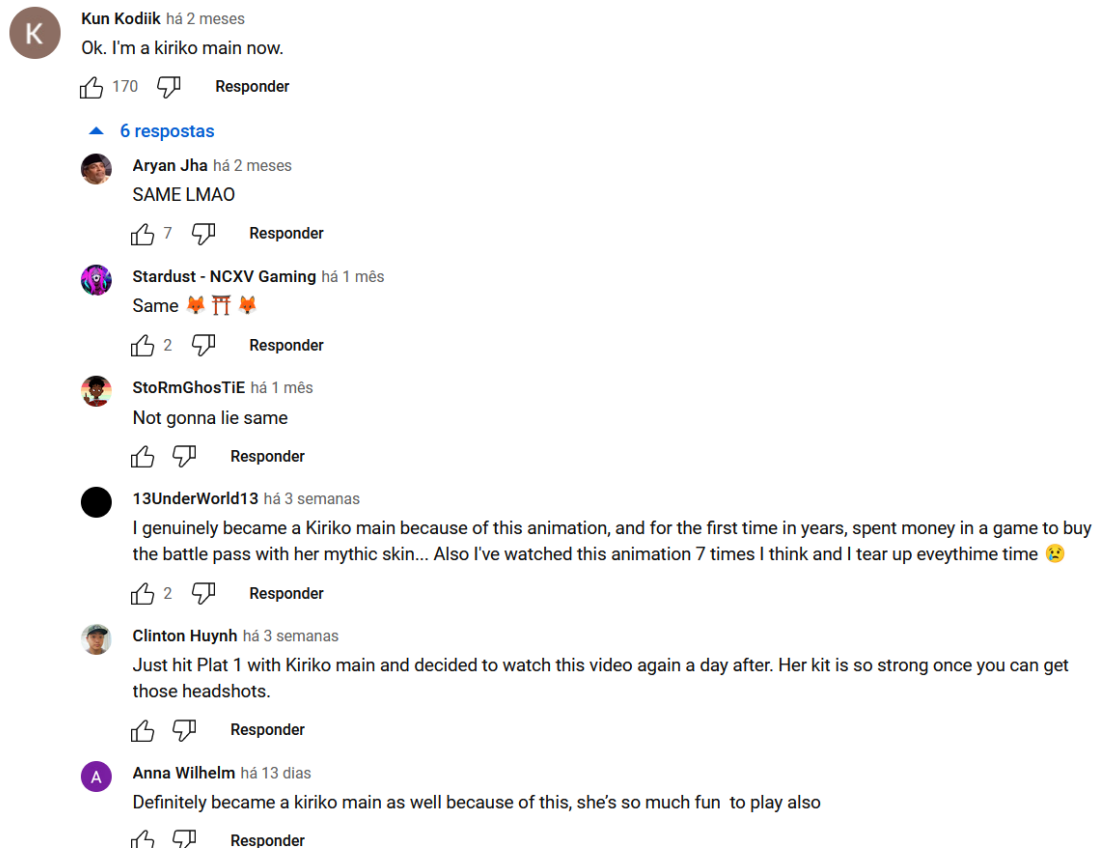 K
Kun Kodiik há 2 meses
Ok. I'm a kiriko main now.
170 Responder
6 respostas
Aryan Jha há 2 meses
SAME LMAO
7 Responder
Stardust - NCXV Gaming há 1 mês
Same 🦊 ⛩️ 🦊
2 Responder
StoRmGhosTiE há 1 mês
Not gonna lie same
Responder
13UnderWorld13 há 3 semanas
I genuinely became a Kiriko main because of this animation, and for the first time in years, spent money in a game to buy
the battle pass with her mythic skin... Also I've watched this animation 7 times I think and I tear up eveythime time 😢
2 Responder
Clinton Huynh há 3 semanas
Just hit Plat 1 with Kiriko main and decided to watch this video again a day after. Her kit is so strong once you can get
those headshots.
Responder
A
Anna Wilhelm há 13 dias
Definitely became a kiriko main as well because of this, she’s so much fun  to play also
Responder